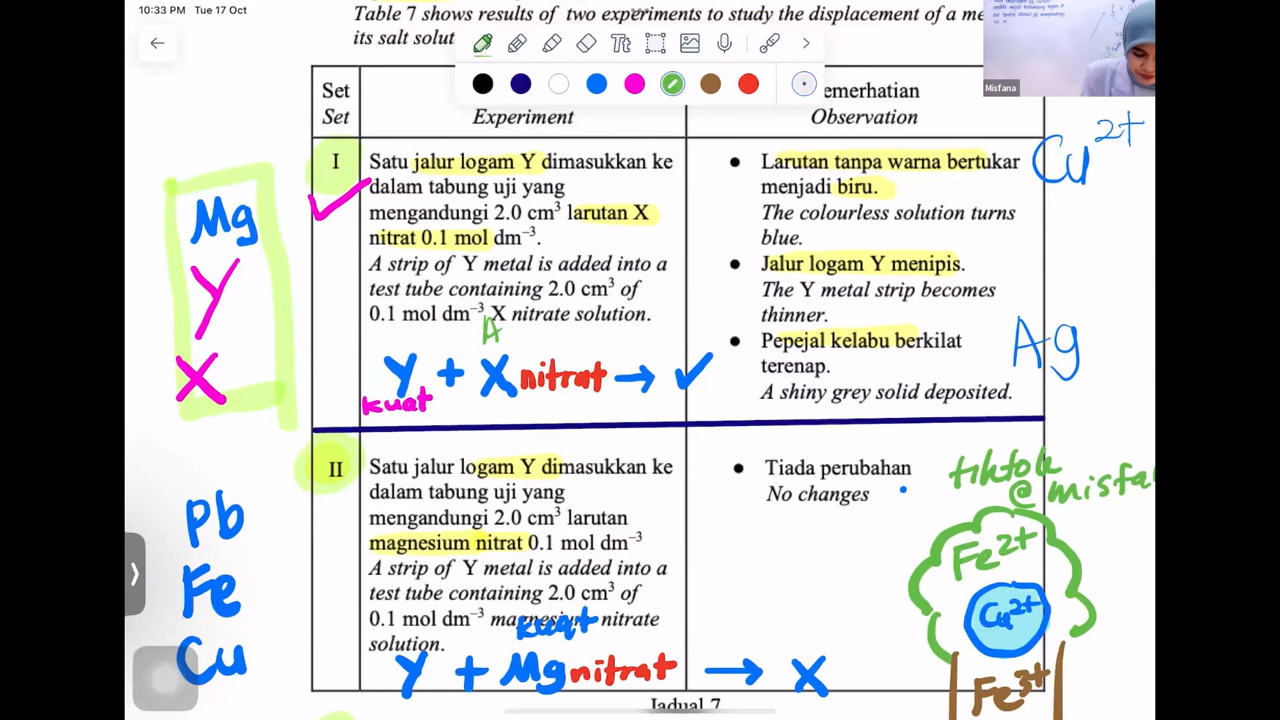 10:33 PM Tue 17 Oct
Table 7 shows results of two experiments to study the displacement of a me
its salt solut
Tt
Misfana
Set
Set
Experiment
emerhatian
Observation
I
Satu jalur logam Y dimasukkan ke
dalam tabung uji yang
mengandungi 2.0 cm³ larutan X
nitrat 0.1 mol dm⁻³.
A strip of Y metal is added into a
test tube containing 2.0 cm³ of
0.1 mol dm⁻³ X nitrate solution.
A
Y + X nitrat → ✓
kuat
● Larutan tanpa warna bertukar
menjadi biru.
The colourless solution turns
blue.
● Jalur logam Y menipis.
The Y metal strip becomes
thinner.
● Pepejal kelabu berkilat
terenap.
A shiny grey solid deposited.
Cu²⁺
Ag
Mg
Y
X
II
Satu jalur logam Y dimasukkan ke
dalam tabung uji yang
mengandungi 2.0 cm³ larutan
magnesium nitrat 0.1 mol dm⁻³
A strip of Y metal is added into a
test tube containing 2.0 cm³ of
0.1 mol dm⁻³ magnesium nitrate
solution.
kuat
Y + Mg nitrat → X
● Tiada perubahan
No changes
tiktok
@misfa
Fe²⁺
Cu²⁺
Fe³⁺
Pb
Fe
Cu
Jadual 7